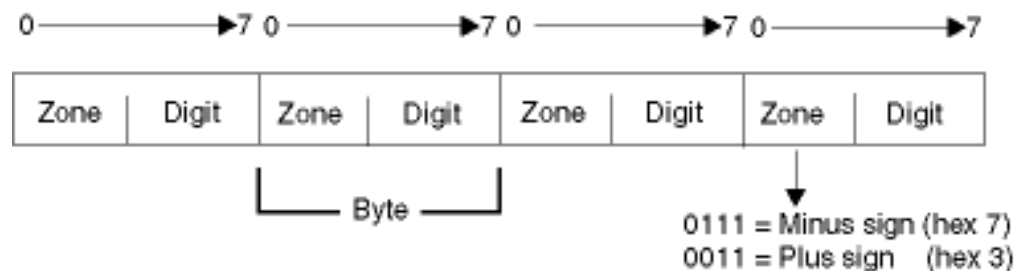 0 7 0 7 0 7 0 7
Zone Digit Zone Digit Zone Digit Zone Digit
Byte
0111 = Minus sign (hex 7)
0011 = Plus sign (hex 3)